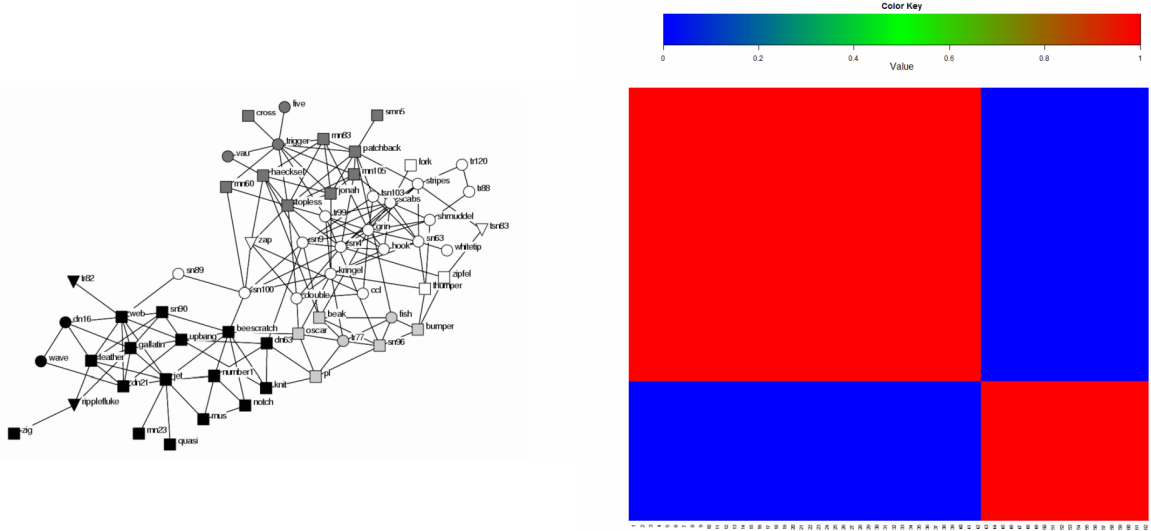 Color Key
0 0.2 0.4 0.6 0.8 1
Value
cross
five
smn5
trigger
mn83
patchback
vau
haecksel
mn105
fork
tr120
mn60
jonah
stripes
tr88
tsn103
stopless
scabs
tr99
shmuddel
grin
tsn83
zap
sn9
sn4
hook
sn63
whitetip
tr82
sn89
kringel
zipfel
thumper
sn100
double
ccl
web
sn90
beak
fish
dn16
beescratch
oscar
bumper
upbang
gallatin
dn63
tr77
sn96
wave
feather
jet
number1
pl
dn21
knit
ripplefluke
notch
mus
zig
mn23
quasi